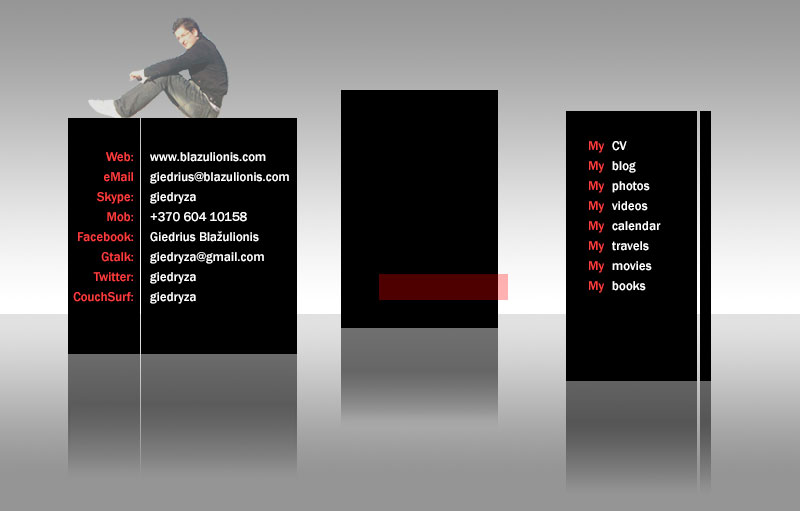 Web: www.blazulionis.com
eMail giedrius@blazulionis.com
Skype: giedryza
Mob: +370 604 10158
Facebook: Giedrius Blažulionis
Gtalk: giedryza@gmail.com
Twitter: giedryza
CouchSurf: giedryza
My CV
My blog
My photos
My videos
My calendar
My travels
My movies
My books